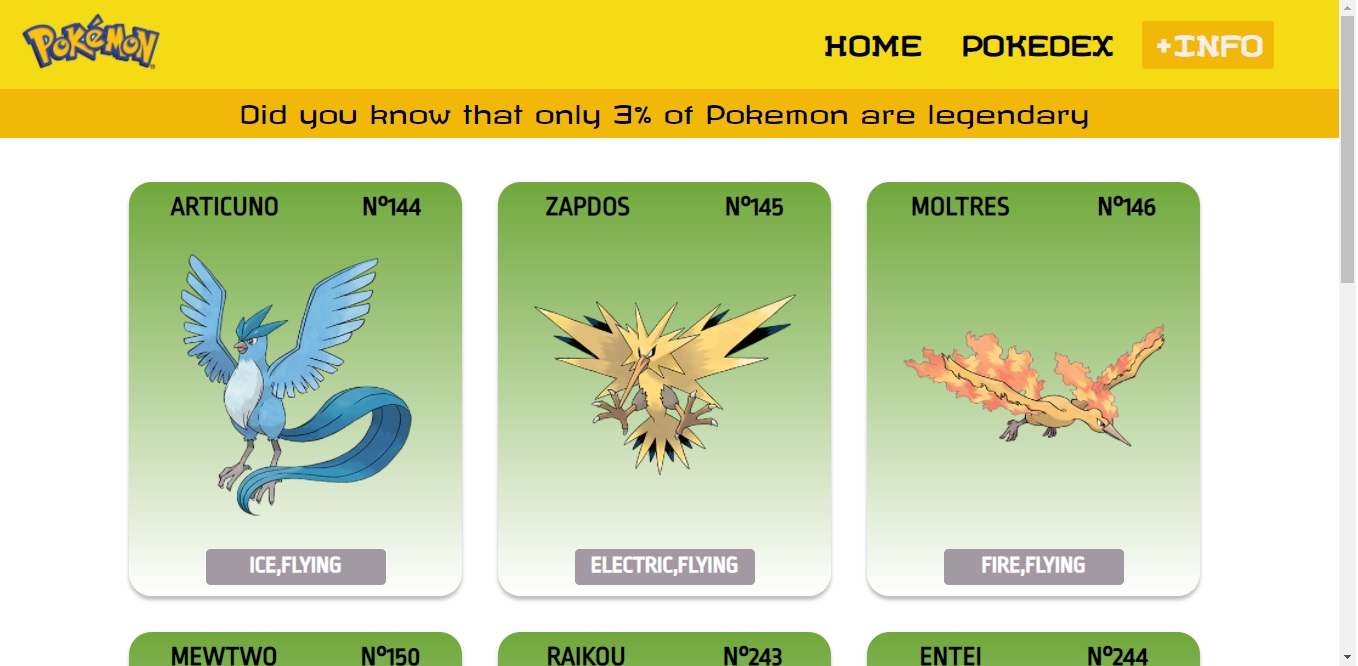 POKéMON
HOME POKEDEX +INFO
Did you know that only 3% of Pokemon are legendary
ARTICUNO Nº144
ZAPDOS Nº145
MOLTRES Nº146
ICE,FLYING
ELECTRIC,FLYING
FIRE,FLYING
MEWTWO Nº150
RAIKOU Nº243
ENTEI Nº244